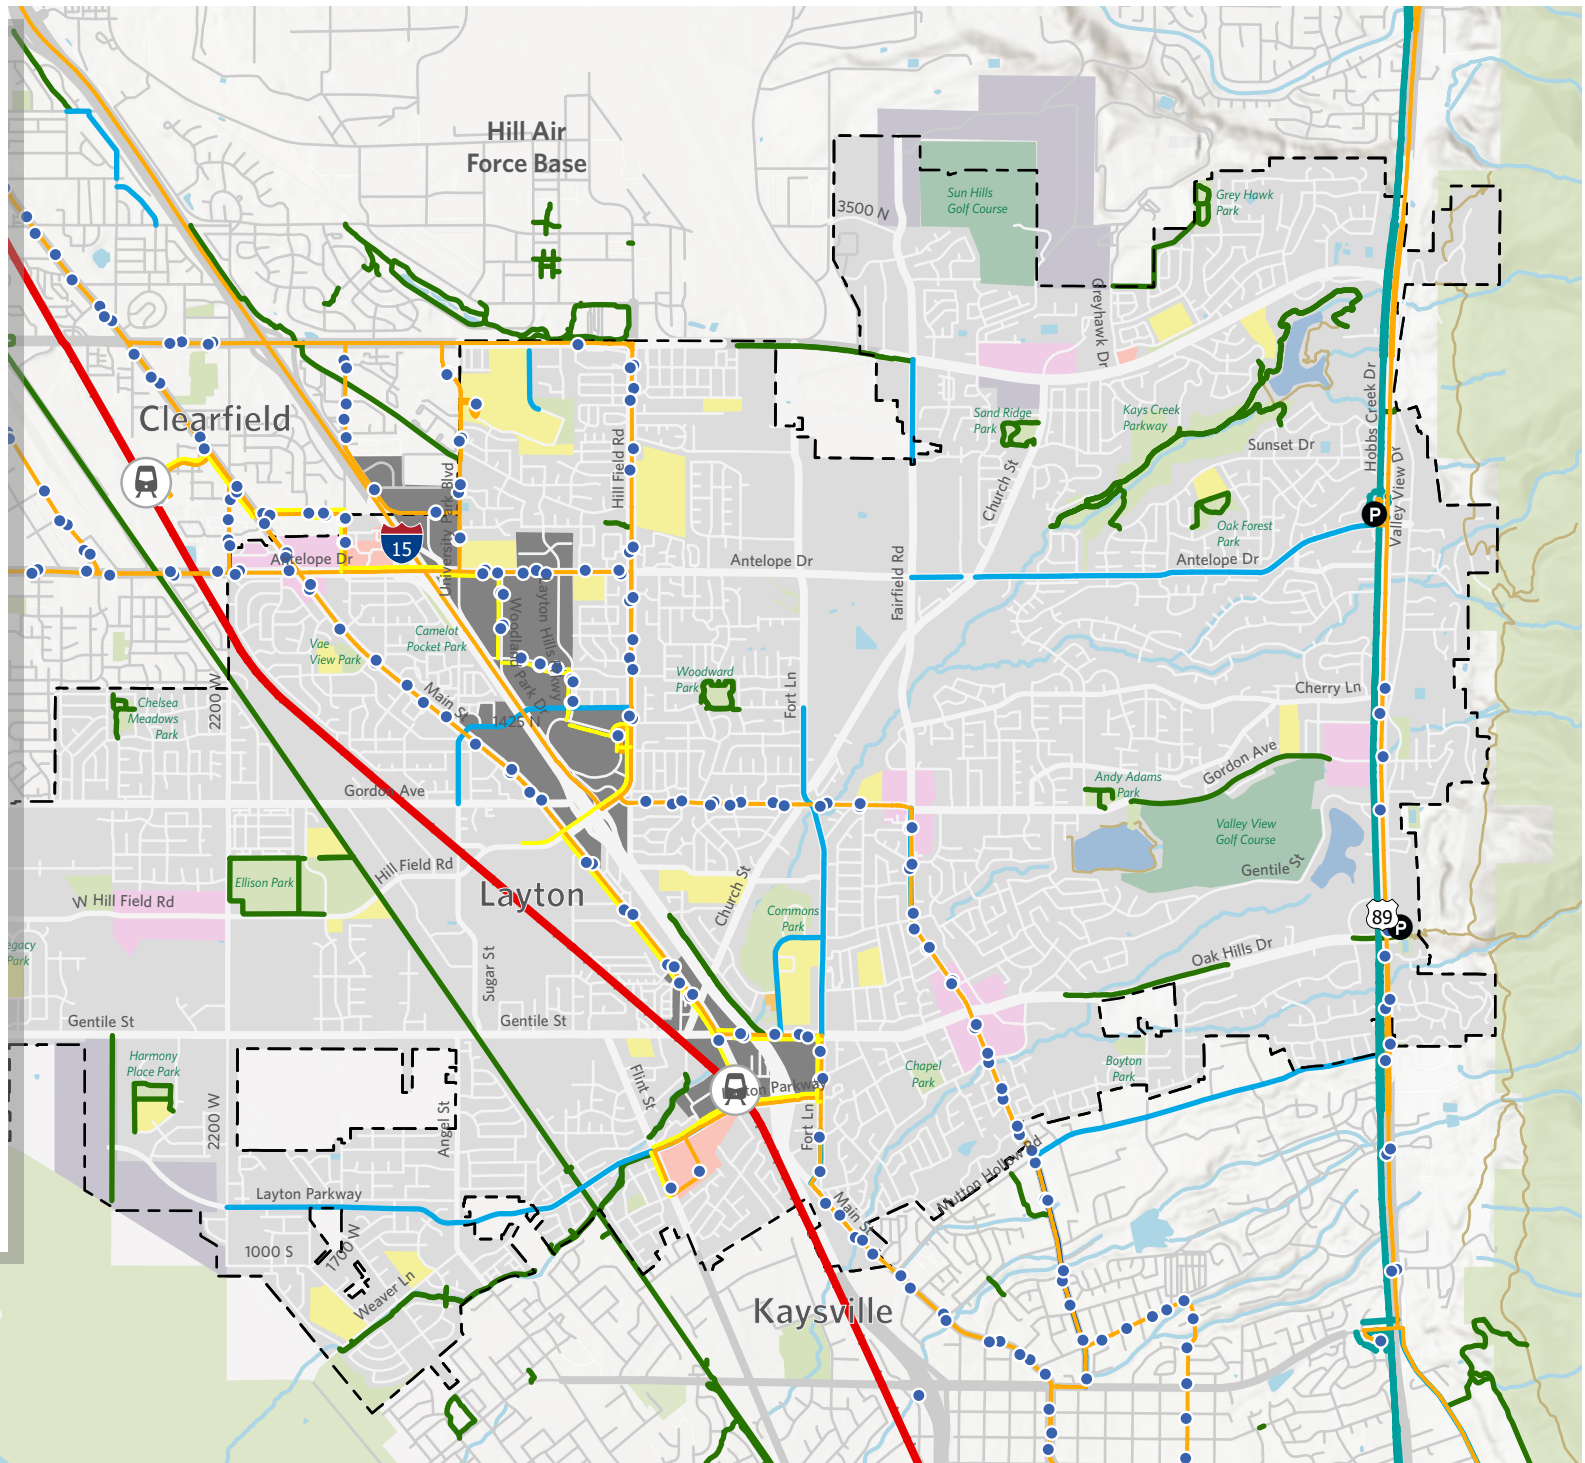 Hill Air
Force Base
Sun Hills
Golf Course
Grey Hawk
Park
3500 N
Greyhawk Dr
Clearfield
Hill Field Rd
University Park Blvd
Sand Ridge
Park
Kays Creek
Parkway
Church St
Sunset Dr
Hobbs Creek Dr
Valley View Dr
P
Oak Forest
Park
15
Antelope Dr
Antelope Dr
Antelope Dr
Fairfield Rd
Woodland Park Dr
Layton Hills Pkwy
Vae
View Park
Camelot
Pocket Park
Woodward
Park
Fort Ln
Cherry Ln
2200 W
Chelsea
Meadows
Park
Main St
1425 N
Gordon Ave
Gordon Ave
Andy Adams
Park
Valley View
Golf Course
Gentile St
Hill Field Rd
Ellison Park
W Hill Field Rd
Layton
Church St
Commons
Park
89
P
Oak Hills Dr
egacy
Park
Sugar St
Gentile St
Gentile St
Harmony
Place Park
Flint St
Chapel
Park
Boyton
Park
2200 W
Angel St
Parkway
Fort Ln
Mutton Hollow Rd
Layton Parkway
Main St
1000 S
1700 W
Weaver Ln
Kaysville